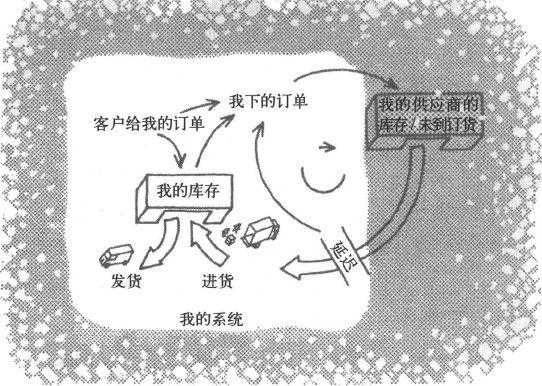 我下的订单
我的供应商的
库存/未到订货
客户给我的订单
我的库存
延迟
发货
进货
我的系统